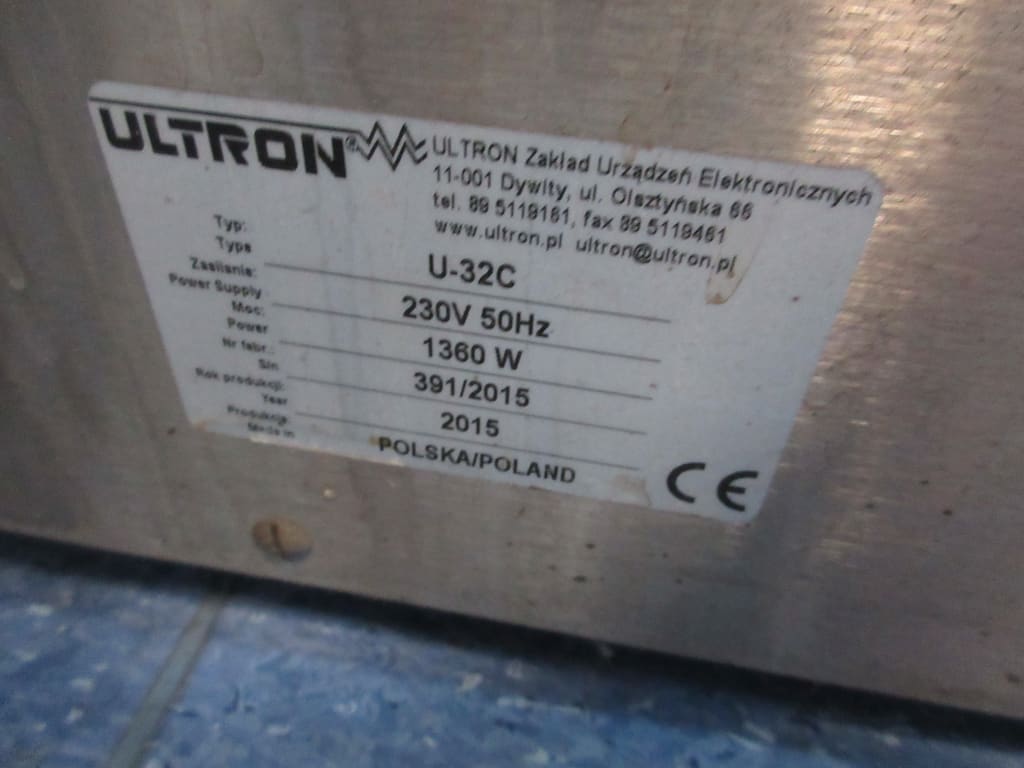 ULTRON®
ULTRON Zakład Urządzeń Elektronicznych
11-001 Dywity, ul. Olsztyńska 66
tel. 89 5119161, fax 89 5119461
www.ultron.pl ultron@ultron.pl
Typ:
Type
U-32C
Zasilanie:
Power Supply
230V 50Hz
Moc:
Power
1360 W
Nr fabr.:
S/n
391/2015
Rok produkcji:
Year
2015
Produkcja:
Made in
POLSKA/POLAND
CE